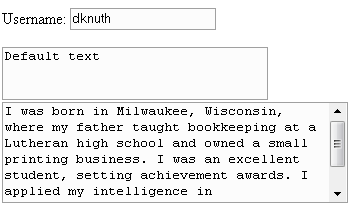 Username: dknuth
Default text
I was born in Milwaukee, Wisconsin,
where my father taught bookkeeping at a
Lutheran high school and owned a small
printing business. I was an excellent
student, setting achievement awards. I
applied my intelligence in